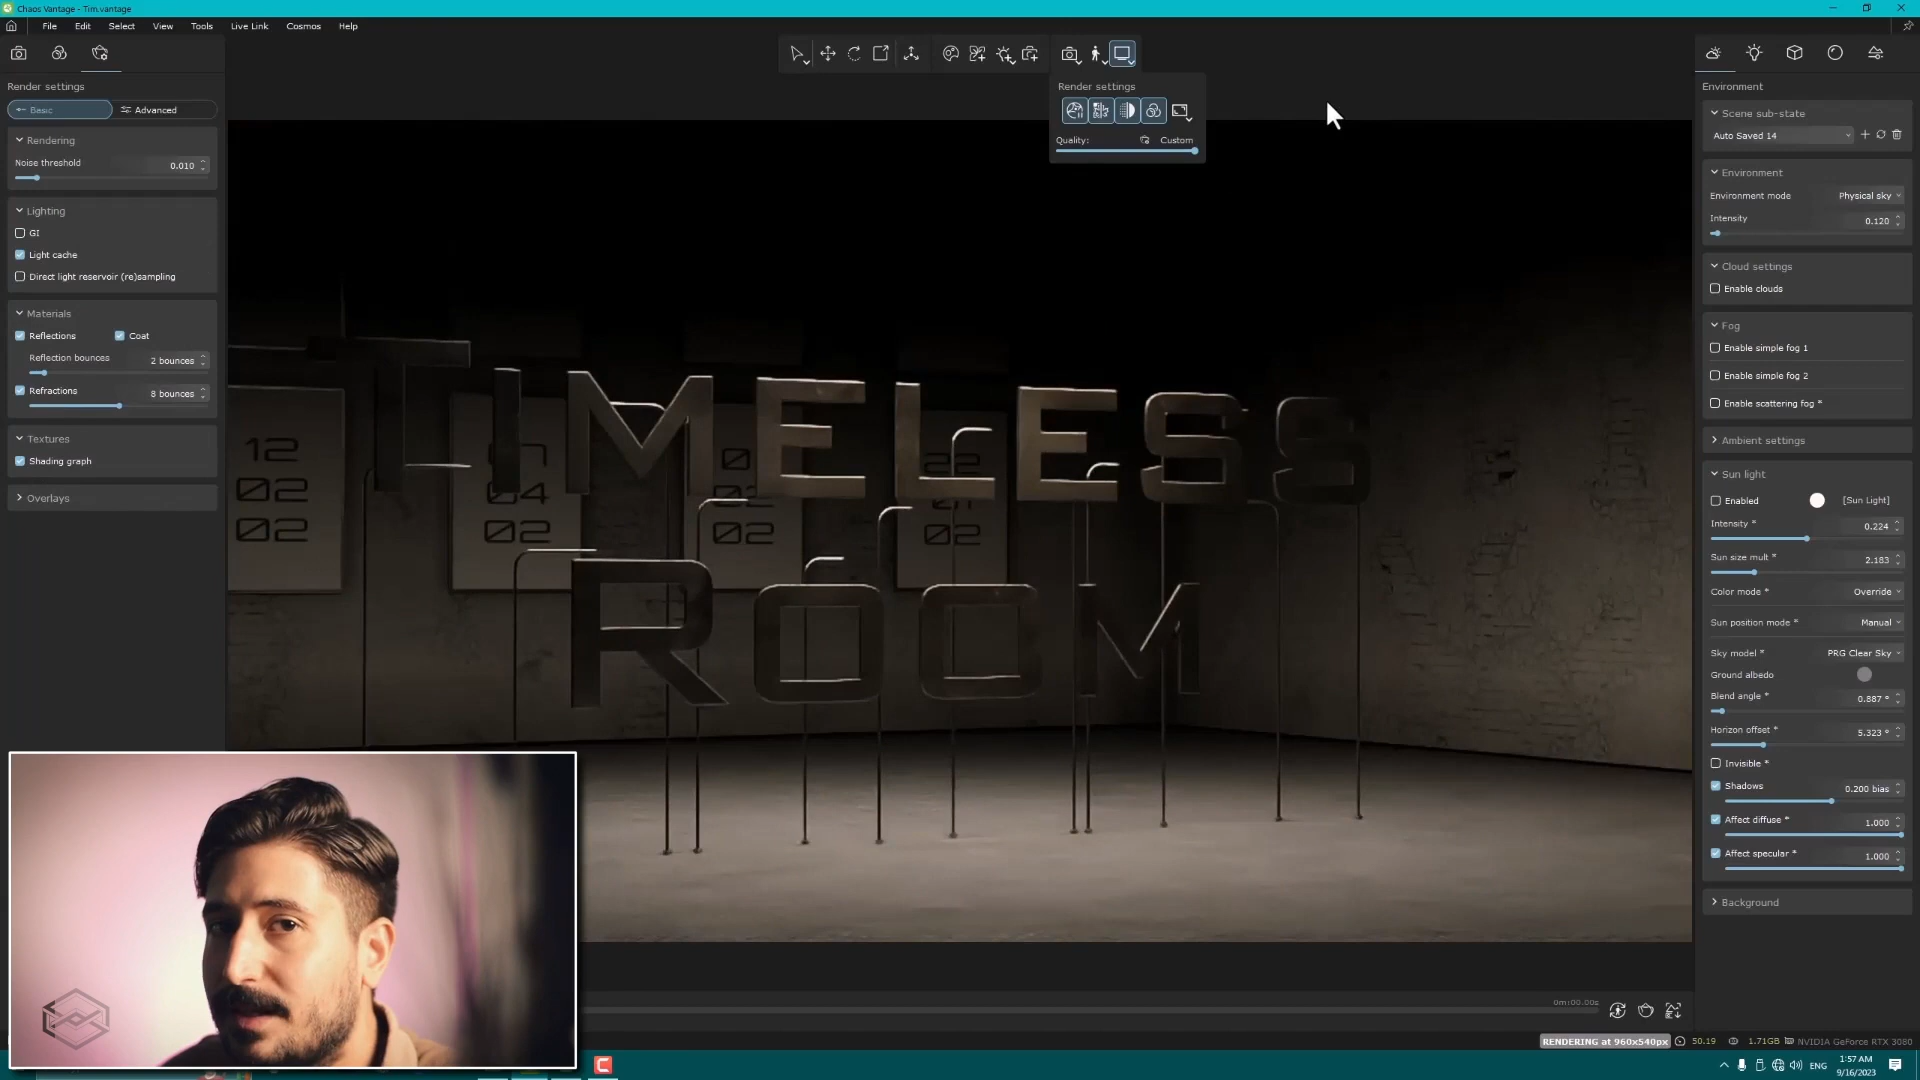 Chaos Vantage - Tim.vantage
File Edit Select View Tools Live Link Cosmos Help
Render settings
Basic Advanced
Rendering
Noise threshold 0.010
Lighting
GI
Light cache
Direct light reservoir (re)sampling
Materials
Reflections Coat
Reflection bounces 2 bounces
Refractions 8 bounces
Textures
Shading graph
Overlays
Render settings
Quality: Custom
TIMELESS
ROOM
12
02
02
04
02
02
02
Environment
Scene sub-state
Auto Saved 14
Environment
Environment mode Physical sky
Intensity 0.120
Cloud settings
Enable clouds
Fog
Enable simple fog 1
Enable simple fog 2
Enable scattering fog *
Ambient settings
Sun light
Enabled [Sun Light]
Intensity * 0.224
Sun size mult * 2.183
Color mode * Override
Sun position mode * Manual
Sky model * PRG Clear Sky
Ground albedo
Blend angle * 0.887 °
Horizon offset * 5.323 °
Invisible *
Shadows 0.200 bias
Affect diffuse * 1.000
Affect specular * 1.000
Background
0m:00.00s
RENDERING at 960x540px 50.19 1.71GB NVIDIA GeForce RTX 3080
ENG
1:57 AM
9/16/2023